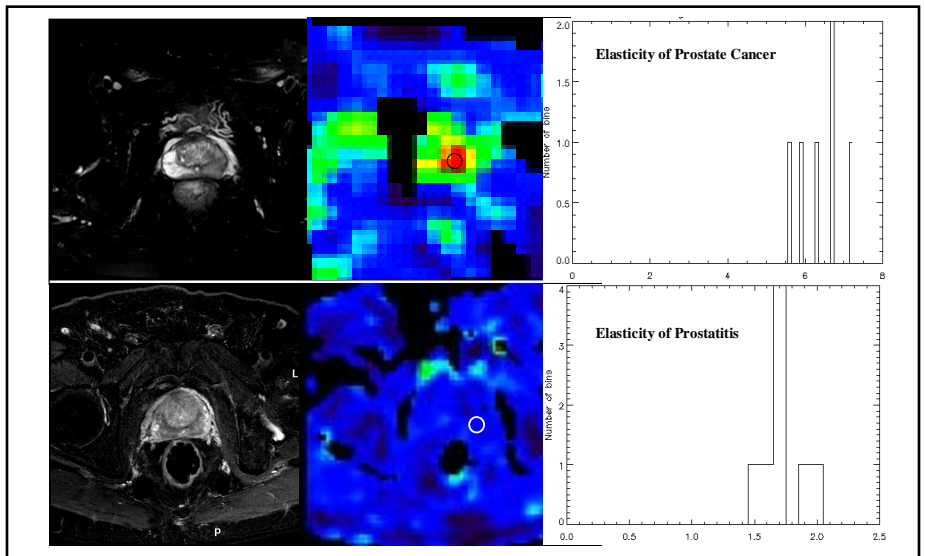 Elasticity of Prostate Cancer
Number of bins
2.0
1.5
1.0
0.5
0.0
0 2 4 6 8
L
P
Elasticity of Prostatitis
Number of bins
4
3
2
1
0
0.0 0.5 1.0 1.5 2.0 2.5